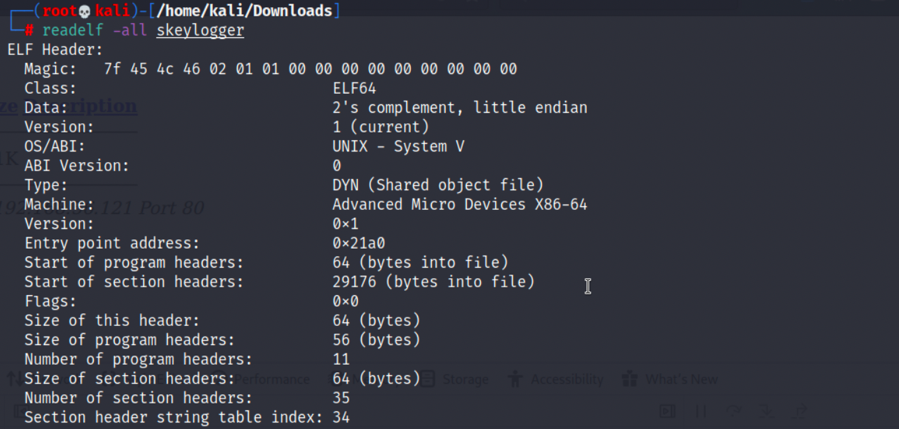 (root💀kali)-[/home/kali/Downloads]
# readelf -all skeylogger
ELF Header:
Magic: 7f 45 4c 46 02 01 01 00 00 00 00 00 00 00 00 00
Class: ELF64
Data: 2's complement, little endian
Version: 1 (current)
OS/ABI: UNIX - System V
ABI Version: 0
Type: DYN (Shared object file)
Machine: Advanced Micro Devices X86-64
Version: 0×1
Entry point address: 0×21a0
Start of program headers: 64 (bytes into file)
Start of section headers: 29176 (bytes into file)
Flags: 0×0
Size of this header: 64 (bytes)
Size of program headers: 56 (bytes)
Number of program headers: 11
Size of section headers: 64 (bytes)
Number of section headers: 35
Section header string table index: 34
Description
121 Port 80
Performance
Storage
Accessibility
What's New